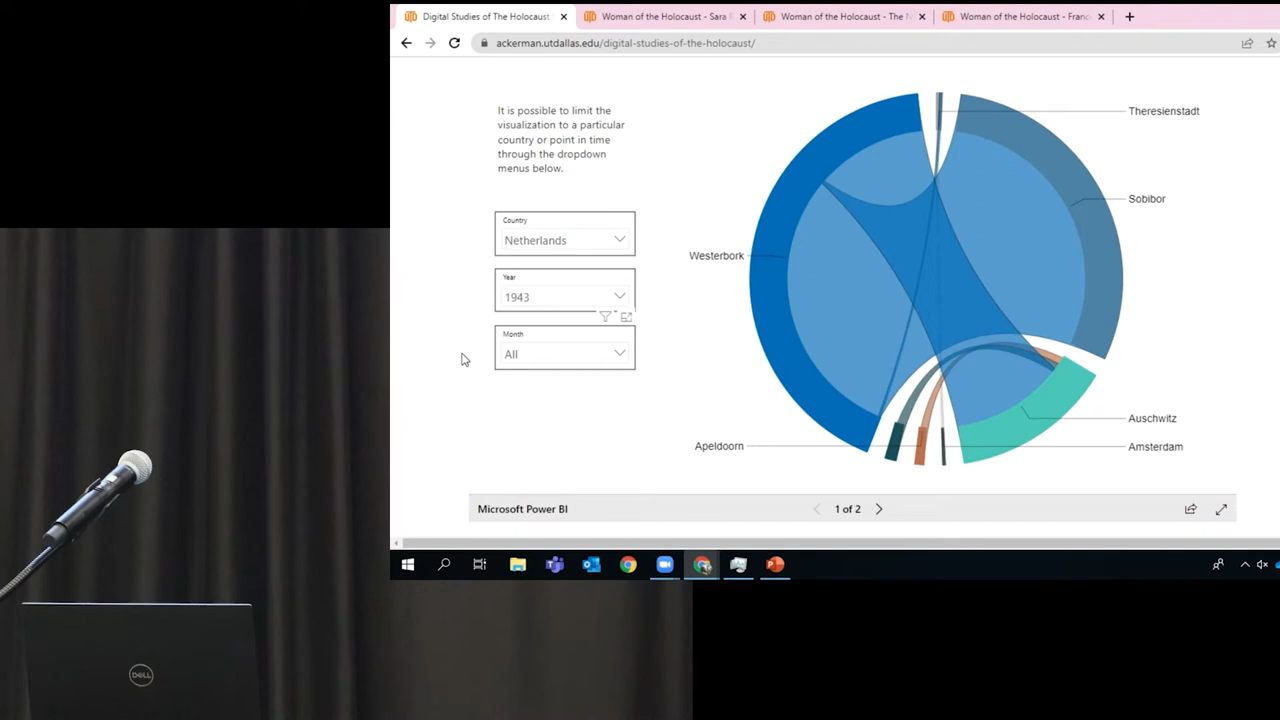 Digital Studies of The Holocaust
Woman of the Holocaust - Sara
Woman of the Holocaust - The
Woman of the Holocaust - Fran
ackerman.utdallas.edu/digital-studies-of-the-holocaust/
It is possible to limit the
visualization to a particular
country or point in time
through the dropdown
menus below.
Country
Netherlands
Year
1943
Month
All
Theresienstadt
Sobibor
Westerbork
Auschwitz
Apeldoorn
Amsterdam
Microsoft Power BI
1 of 2
DELL